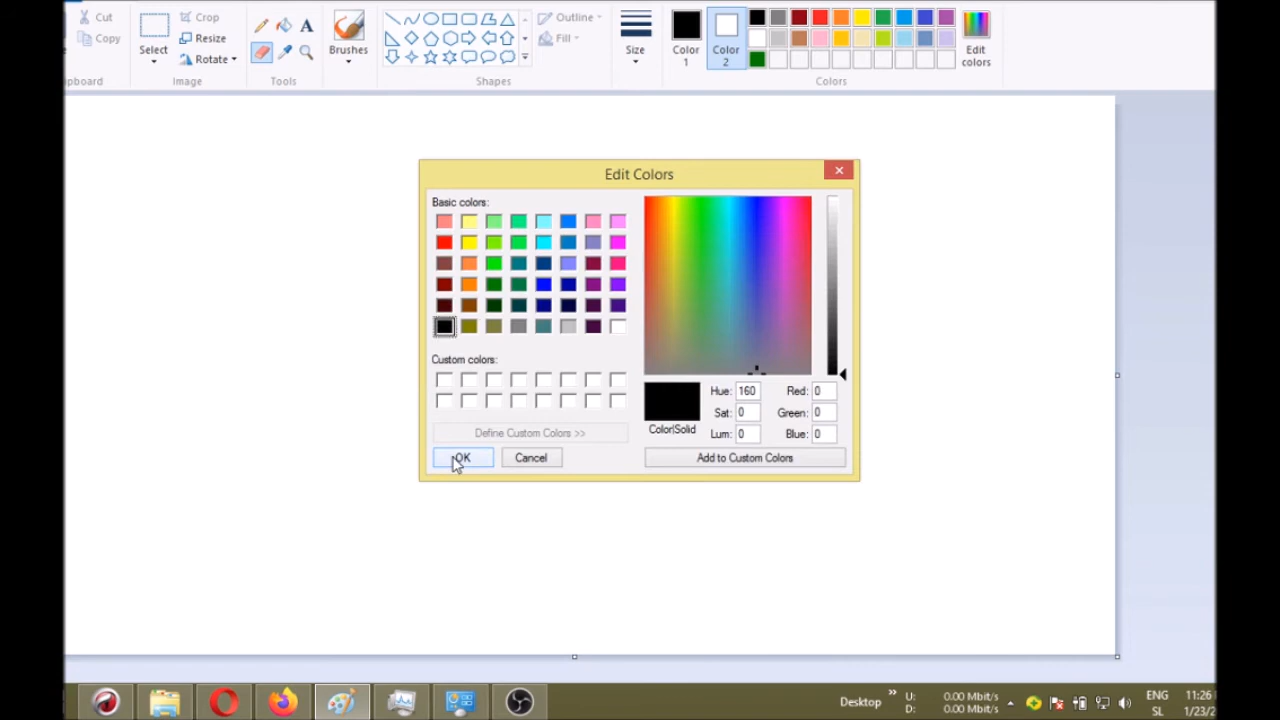 Cut
Copy
pboard
Select
Crop
Resize
Rotate
Image
A
Tools
Brushes
Outline
Fill
Shapes
Size
Color
1
Color
2
Edit
colors
Colors
Edit Colors
Basic colors:
Custom colors:
Define Custom Colors >>
OK
Cancel
Color|Solid
Hue: 160
Sat: 0
Lum: 0
Red: 0
Green: 0
Blue: 0
Add to Custom Colors
Desktop
U: 0.00 Mbit/s
D: 0.00 Mbit/s
ENG
SL
11:26
1/23/2